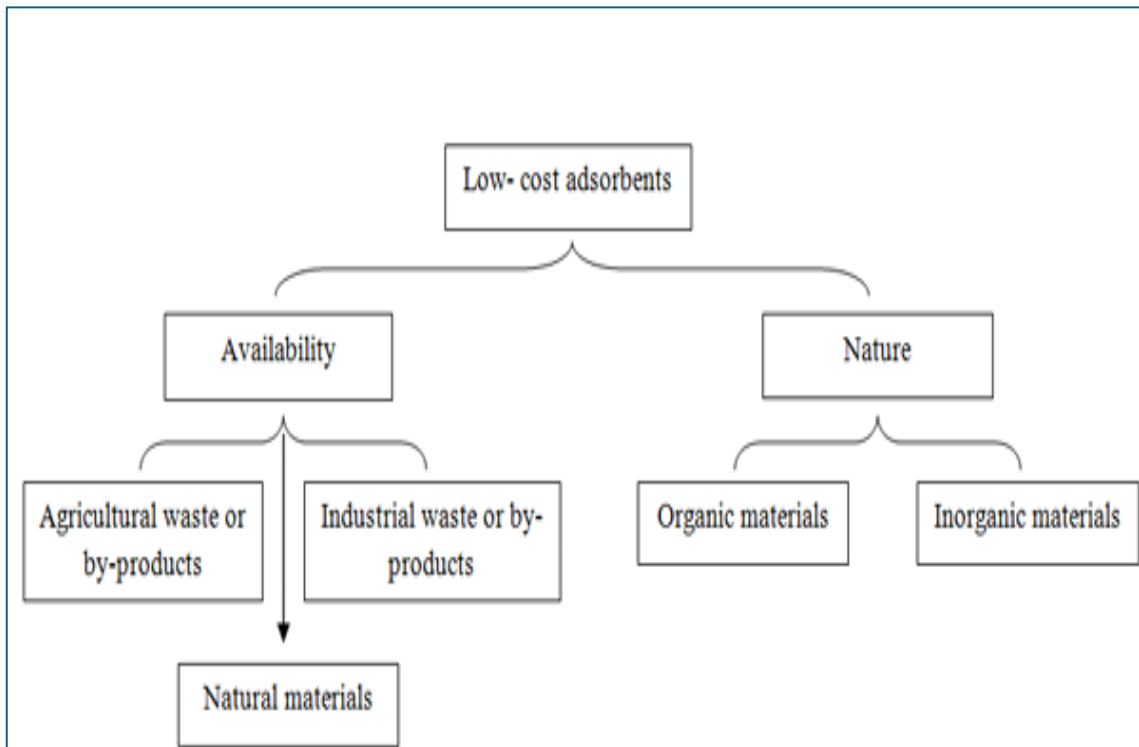 Low- cost adsorbents
Availability
Nature
Agricultural waste or
by-products
Industrial waste or by-
products
Organic materials
Inorganic materials
Natural materials